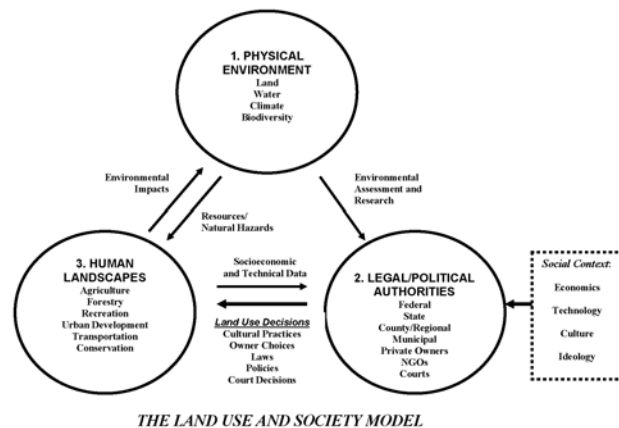 1. PHYSICAL
ENVIRONMENT
Land
Water
Climate
Biodiversity
Environmental
Impacts
Resources/
Natural Hazards
Environmental
Assessment and
Research
3. HUMAN
LANDSCAPES
Agriculture
Forestry
Recreation
Urban Development
Transportation
Conservation
Socioeconomic
and Technical Data
Land Use Decisions
Cultural Practices
Owner Choices
Laws
Policies
Court Decisions
2. LEGAL/POLITICAL
AUTHORITIES
Federal
State
County/Regional
Municipal
Private Owners
NGOs
Courts
Social Context:
Economics
Technology
Culture
Ideology
THE LAND USE AND SOCIETY MODEL